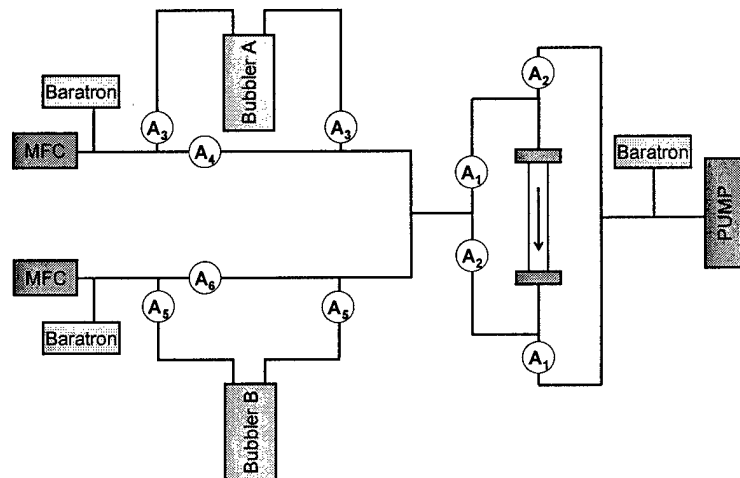 Bubbler A
A2
Baratron
A3
A3
MFC
A4
Baratron
A1
PUMP
A2
MFC
A6
A5
A5
Baratron
A1
Bubbler B